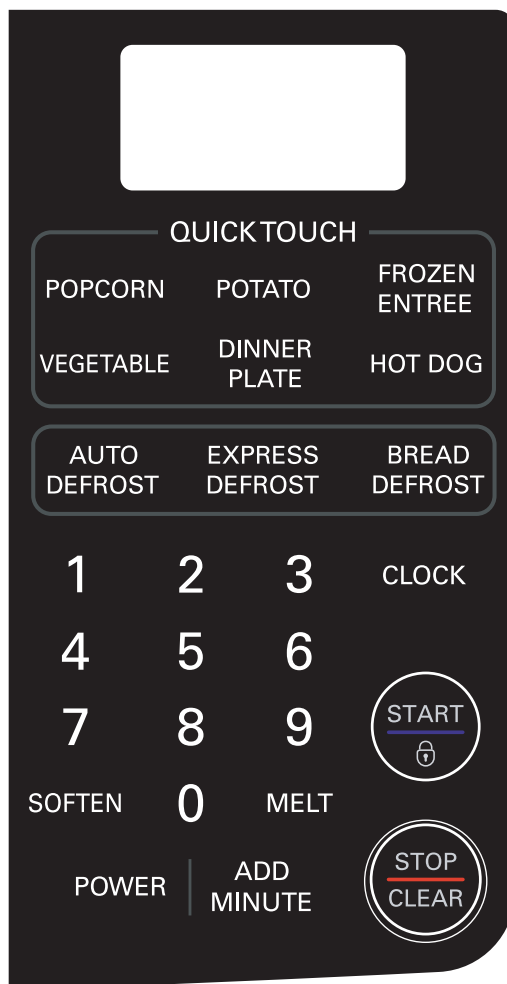 QUICK TOUCH
POPCORN
POTATO
FROZEN
ENTREE
VEGETABLE
DINNER
PLATE
HOT DOG
AUTO
DEFROST
EXPRESS
DEFROST
BREAD
DEFROST
1 2 3 CLOCK
4 5 6
7 8 9
START
SOFTEN 0 MELT
POWER
ADD
MINUTE
STOP
CLEAR